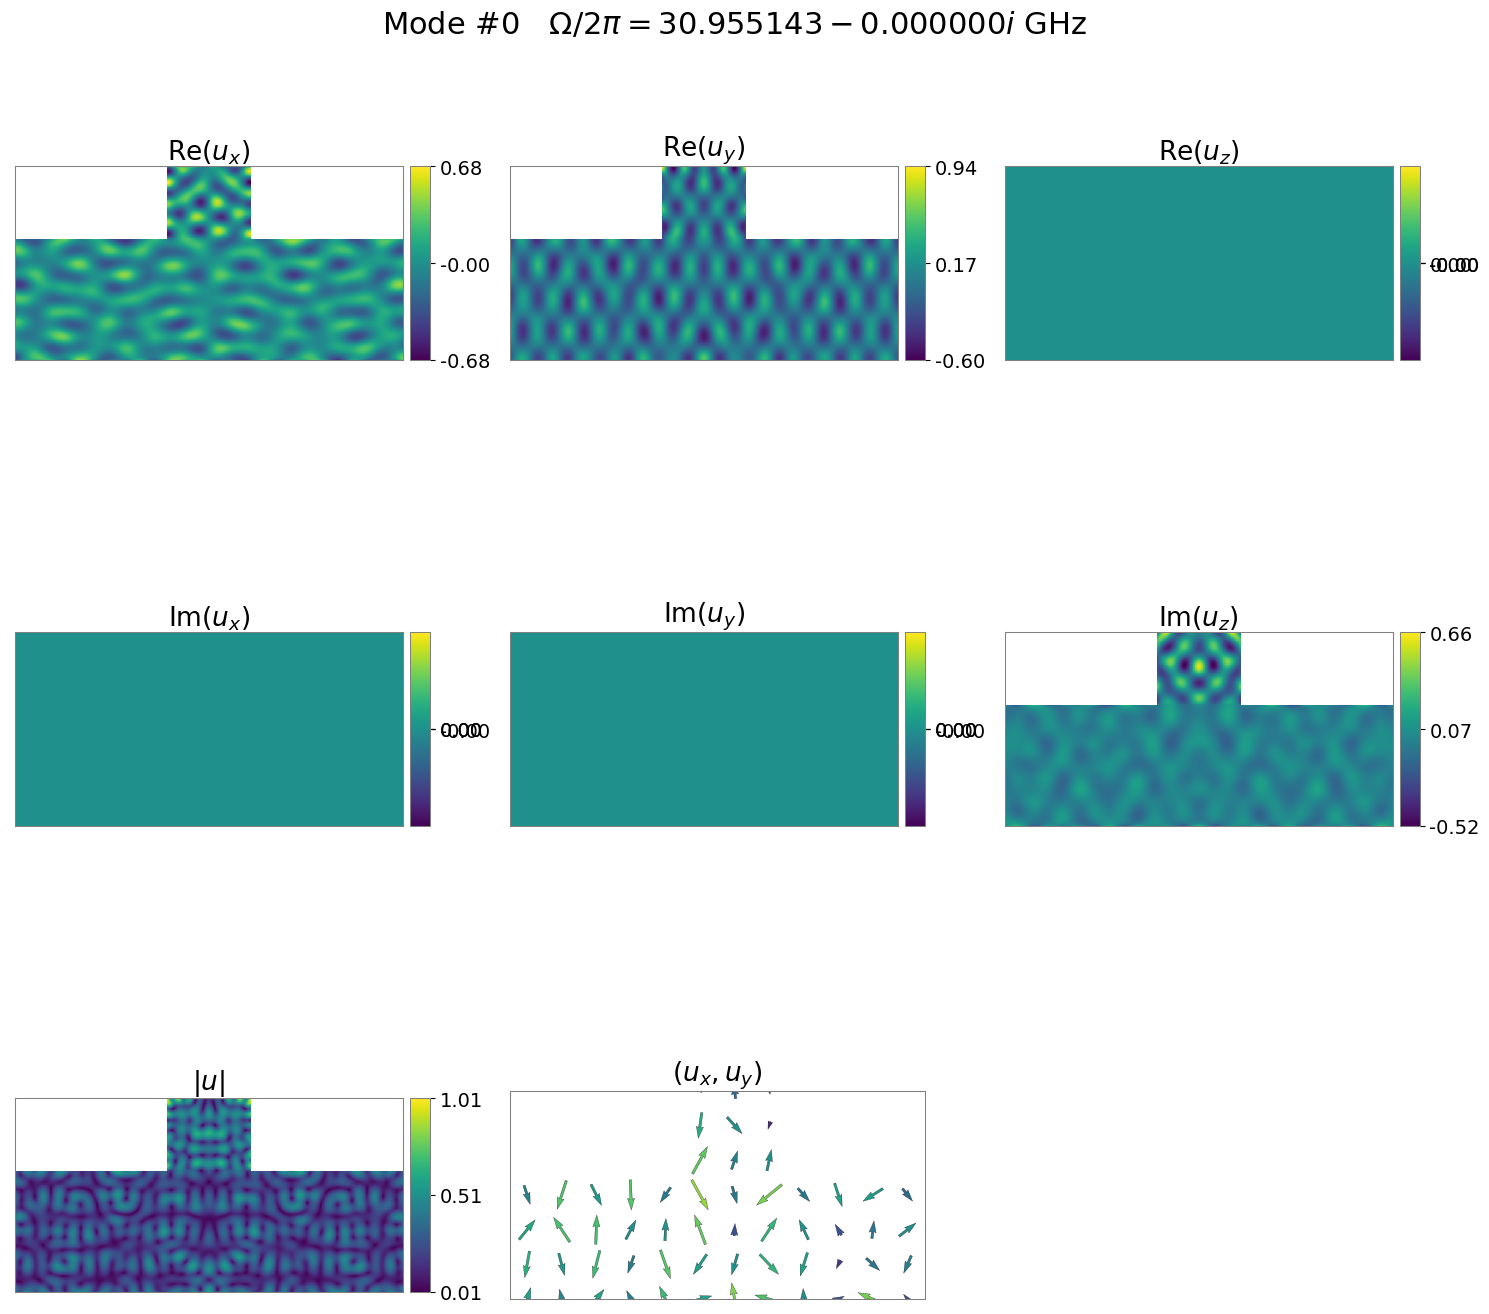 Mode #0 Ω/2π = 30.955143 − 0.000000i GHz
Re(u_x)
Re(u_y)
Re(u_z)
0.68
-0.00
-0.68
0.94
0.17
-0.60
Im(u_x)
Im(u_y)
Im(u_z)
0.66
0.07
-0.52
|u|
(u_x, u_y)
1.01
0.51
0.01